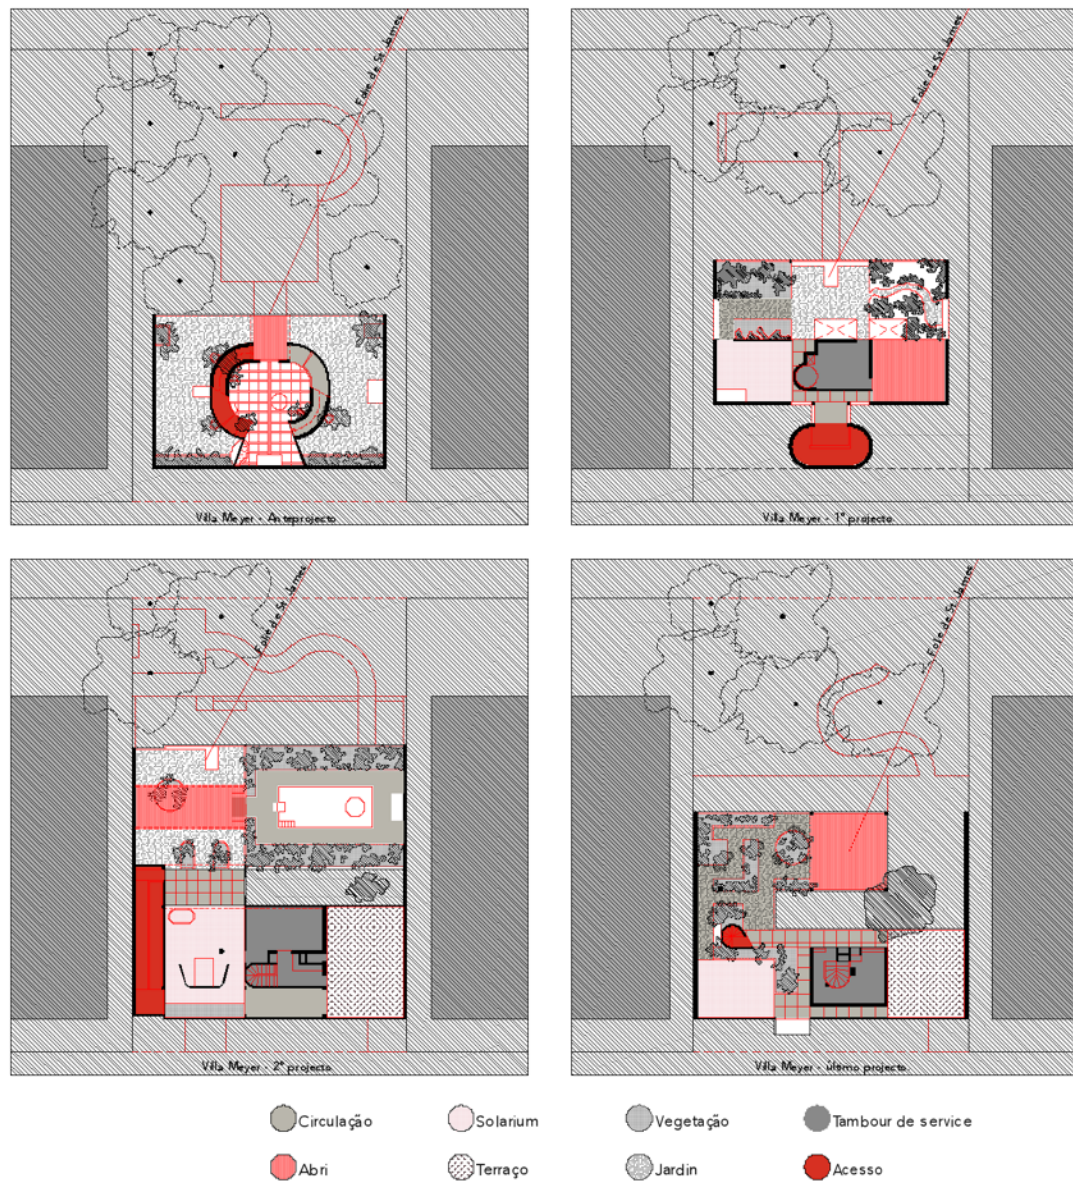 Folie de St James
Folie de St James
Villa Meyer - Anteprojecto
Villa Meyer - 1º projecto
Folie de St James
Folie de St James
Villa Meyer - 2º projecto
Villa Meyer - úlsimo projecto
Circulação
Solarium
Vegetação
Tambour de service
Abri
Terraço
Jardin
Acesso